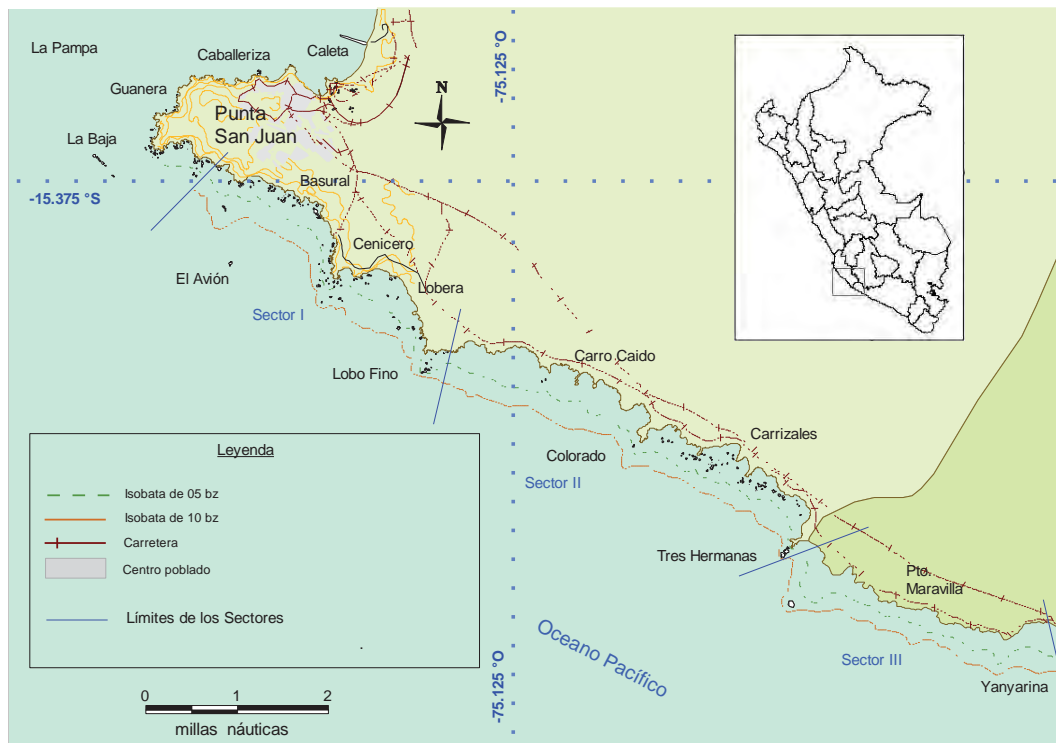 La Pampa
Caballeriza
Caleta
-75.125 °O
Guanera
N
Punta
San Juan
La Baja
Basural
-15.375 °S
Cenicero
El Avión
Lobera
Sector I
Lobo Fino
Carro Caido
Carrizales
Colorado
Sector II
Leyenda
Isobata de 05 bz
Isobata de 10 bz
Carretera
Centro poblado
Límites de los Sectores
Tres Hermanas
Pto.
Maravilla
Oceano Pacífico
Sector III
Yanyarina
-75.125 °O
0 1 2
millas náuticas